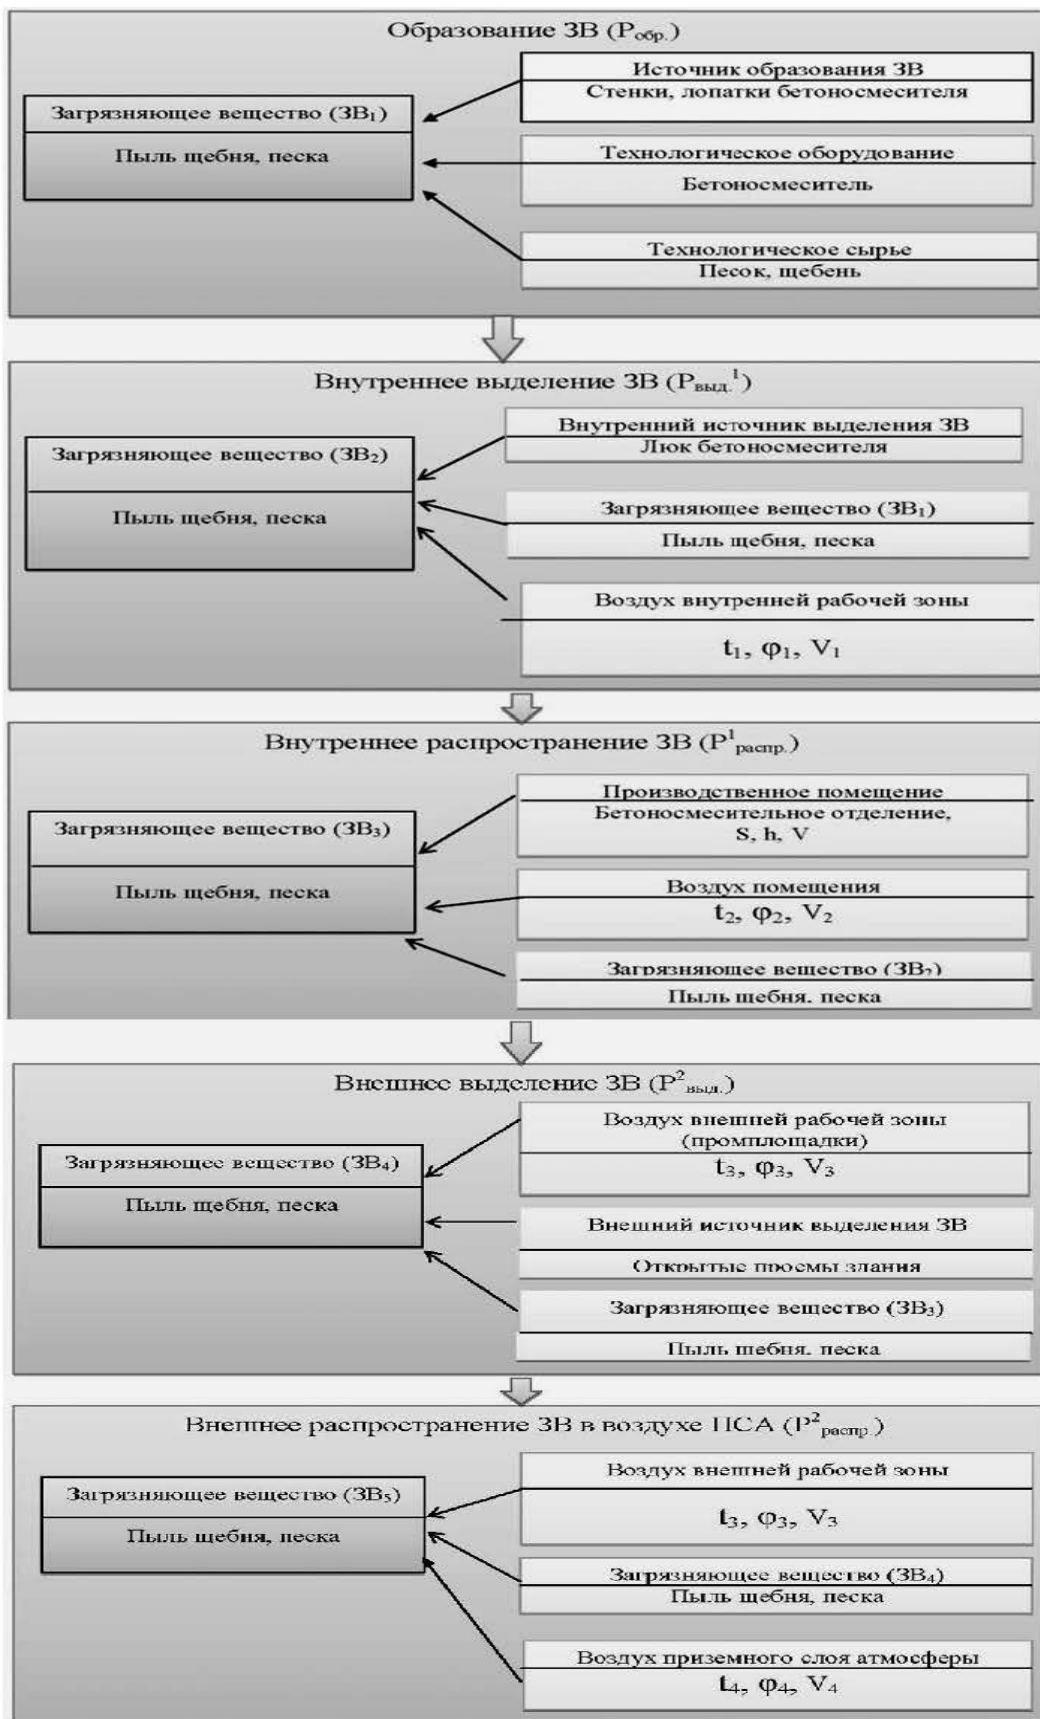 Образование ЗВ (Робр.)
Источник образования ЗВ
Стенки, лопатки бетоносмесителя
Загрязняющее вещество (ЗВ₁)
Пыль щебня, песка
Технологическое оборудование
Бетоносмеситель
Технологическое сырье
Песок, щебень
Внутреннее выделение ЗВ (Рвыд.¹)
Внутренний источник выделения ЗВ
Люк бетоносмесителя
Загрязняющее вещество (ЗВ₂)
Пыль щебня, песка
Загрязняющее вещество (ЗВ₁)
Пыль щебня, песка
Воздух внутренней рабочей зоны
t₁, φ₁, V₁
Внутреннее распространение ЗВ (Р¹распр.)
Производственное помещение
Бетоносмесительное отделение,
S, h, V
Загрязняющее вещество (ЗВ₃)
Пыль щебня, песка
Воздух помещения
t₂, φ₂, V₂
Загрязняющее вещество (ЗВ₂)
Пыль щебня, песка
Внешнее выделение ЗВ (Р²выд.)
Воздух внешней рабочей зоны
(промплощадки)
t₃, φ₃, V₃
Загрязняющее вещество (ЗВ₄)
Пыль щебня, песка
Внешний источник выделения ЗВ
Открытые проемы здания
Загрязняющее вещество (ЗВ₃)
Пыль щебня, песка
Внешнее распространение ЗВ в воздухе ПСА (Р²распр.)
Воздух внешней рабочей зоны
t₃, φ₃, V₃
Загрязняющее вещество (ЗВ₅)
Пыль щебня, песка
Загрязняющее вещество (ЗВ₄)
Пыль щебня, песка
Воздух приземного слоя атмосферы
t₄, φ₄, V₄